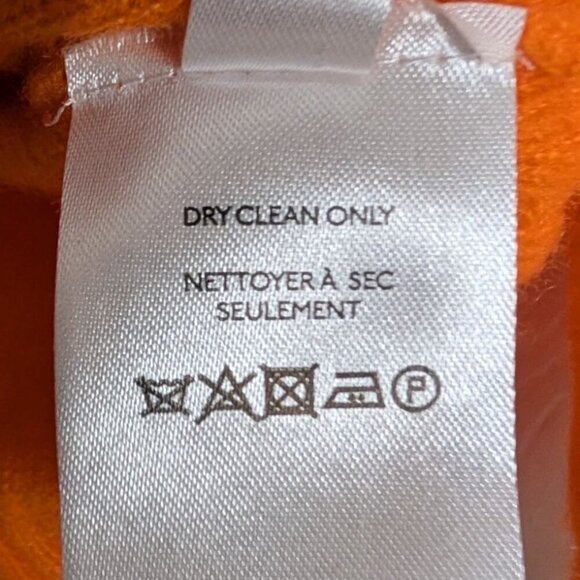 DRY CLEAN ONLY
NETTOYER À SEC
SEULEMENT
P